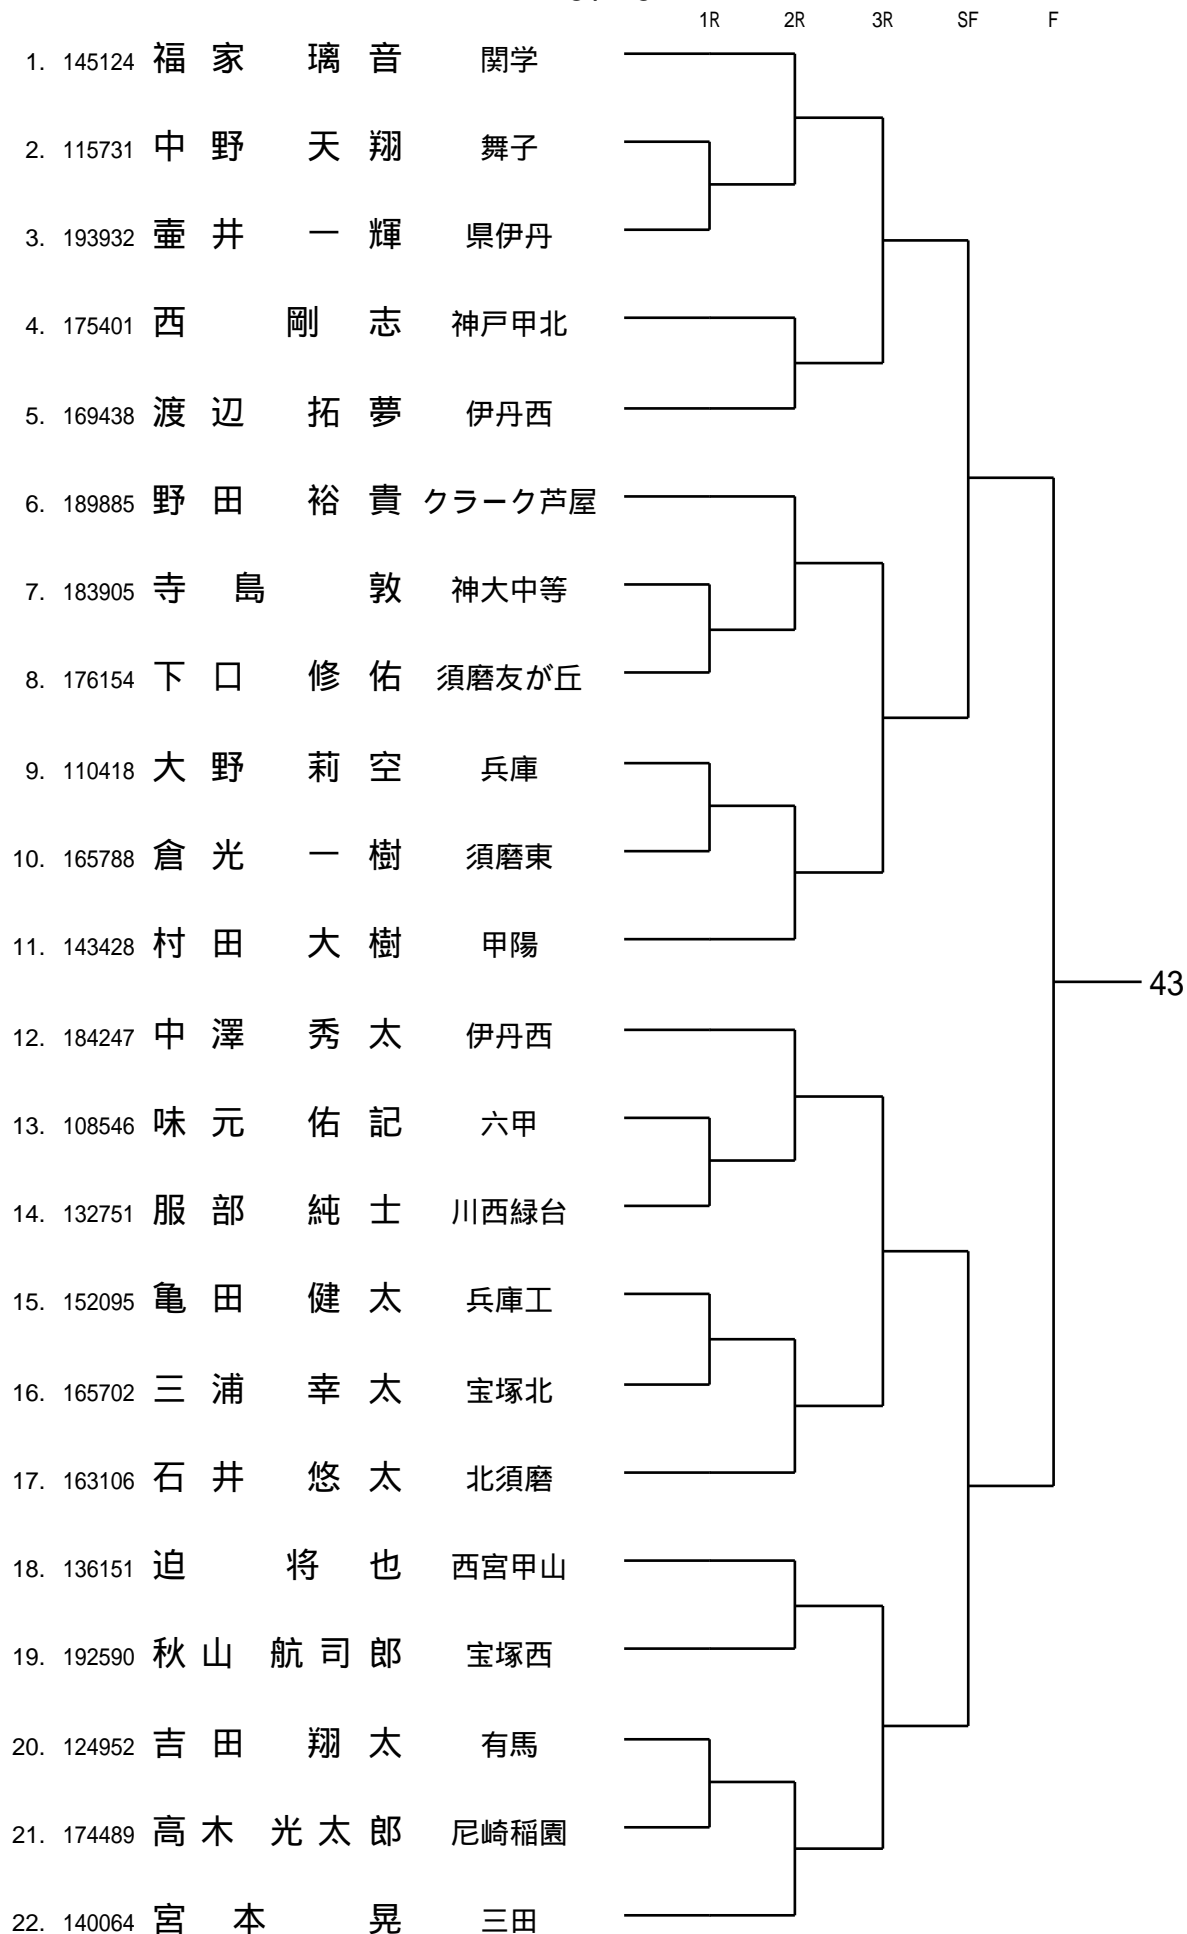 1R 2R 3R SF F
1. 145124 福家 璃音 関学
2. 115731 中野 天翔 舞子
3. 193932 壷井 一輝 県伊丹
4. 175401 西 剛志 神戸甲北
5. 169438 渡辺 拓夢 伊丹西
6. 189885 野田 裕貴 クラーク芦屋
7. 183905 寺島 敦 神大中等
8. 176154 下口 修佑 須磨友が丘
9. 110418 大野 莉空 兵庫
10. 165788 倉光 一樹 須磨東
11. 143428 村田 大樹 甲陽
43
12. 184247 中澤 秀太 伊丹西
13. 108546 味元 佑記 六甲
14. 132751 服部 純士 川西緑台
15. 152095 亀田 健太 兵庫工
16. 165702 三浦 幸太 宝塚北
17. 163106 石井 悠太 北須磨
18. 136151 迫 将也 西宮甲山
19. 192590 秋山 航司郎 宝塚西
20. 124952 吉田 翔太 有馬
21. 174489 高木 光太郎 尼崎稲園
22. 140064 宮本 晃 三田